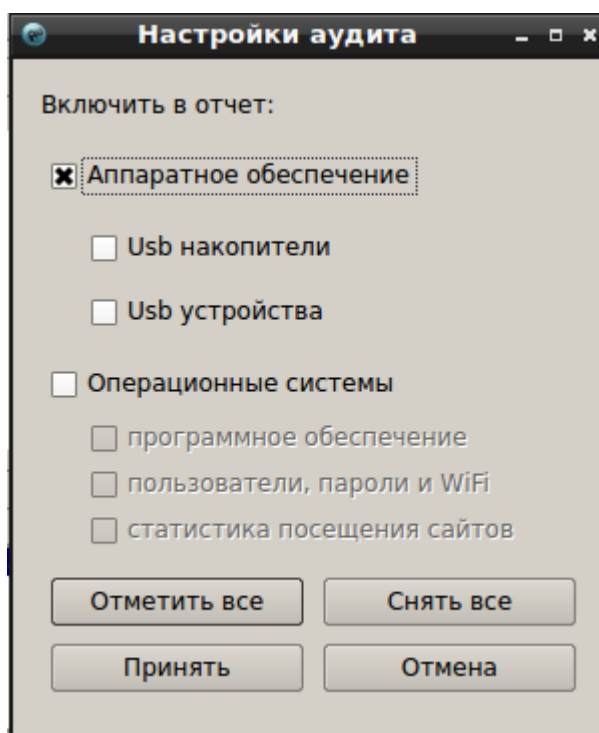 Настройки аудита
Включить в отчет:
Аппаратное обеспечение
Usb накопители
Usb устройства
Операционные системы
программное обеспечение
пользователи, пароли и WiFi
статистика посещения сайтов
Отметить все Снять все
Принять Отмена